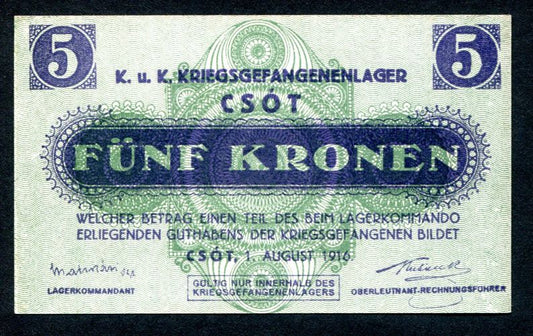 5 5
K. u. K. KRIEGSGEFANGENENLAGER
CSÓT
FÜNF KRONEN
WELCHER BETRAG EINEN TEIL DES BEIM LAGERKOMMANDO
ERLIEGENDEN GUTHABENS DER KRIEGSGEFANGENEN BILDET
CSÓT, 1. AUGUST 1916
LAGERKOMMANDANT
GÜLTIG NUR INNERHALB DES
KRIEGSGEFANGENENLAGERS
OBERLEUTNANT-RECHNUNGSFÜHRER